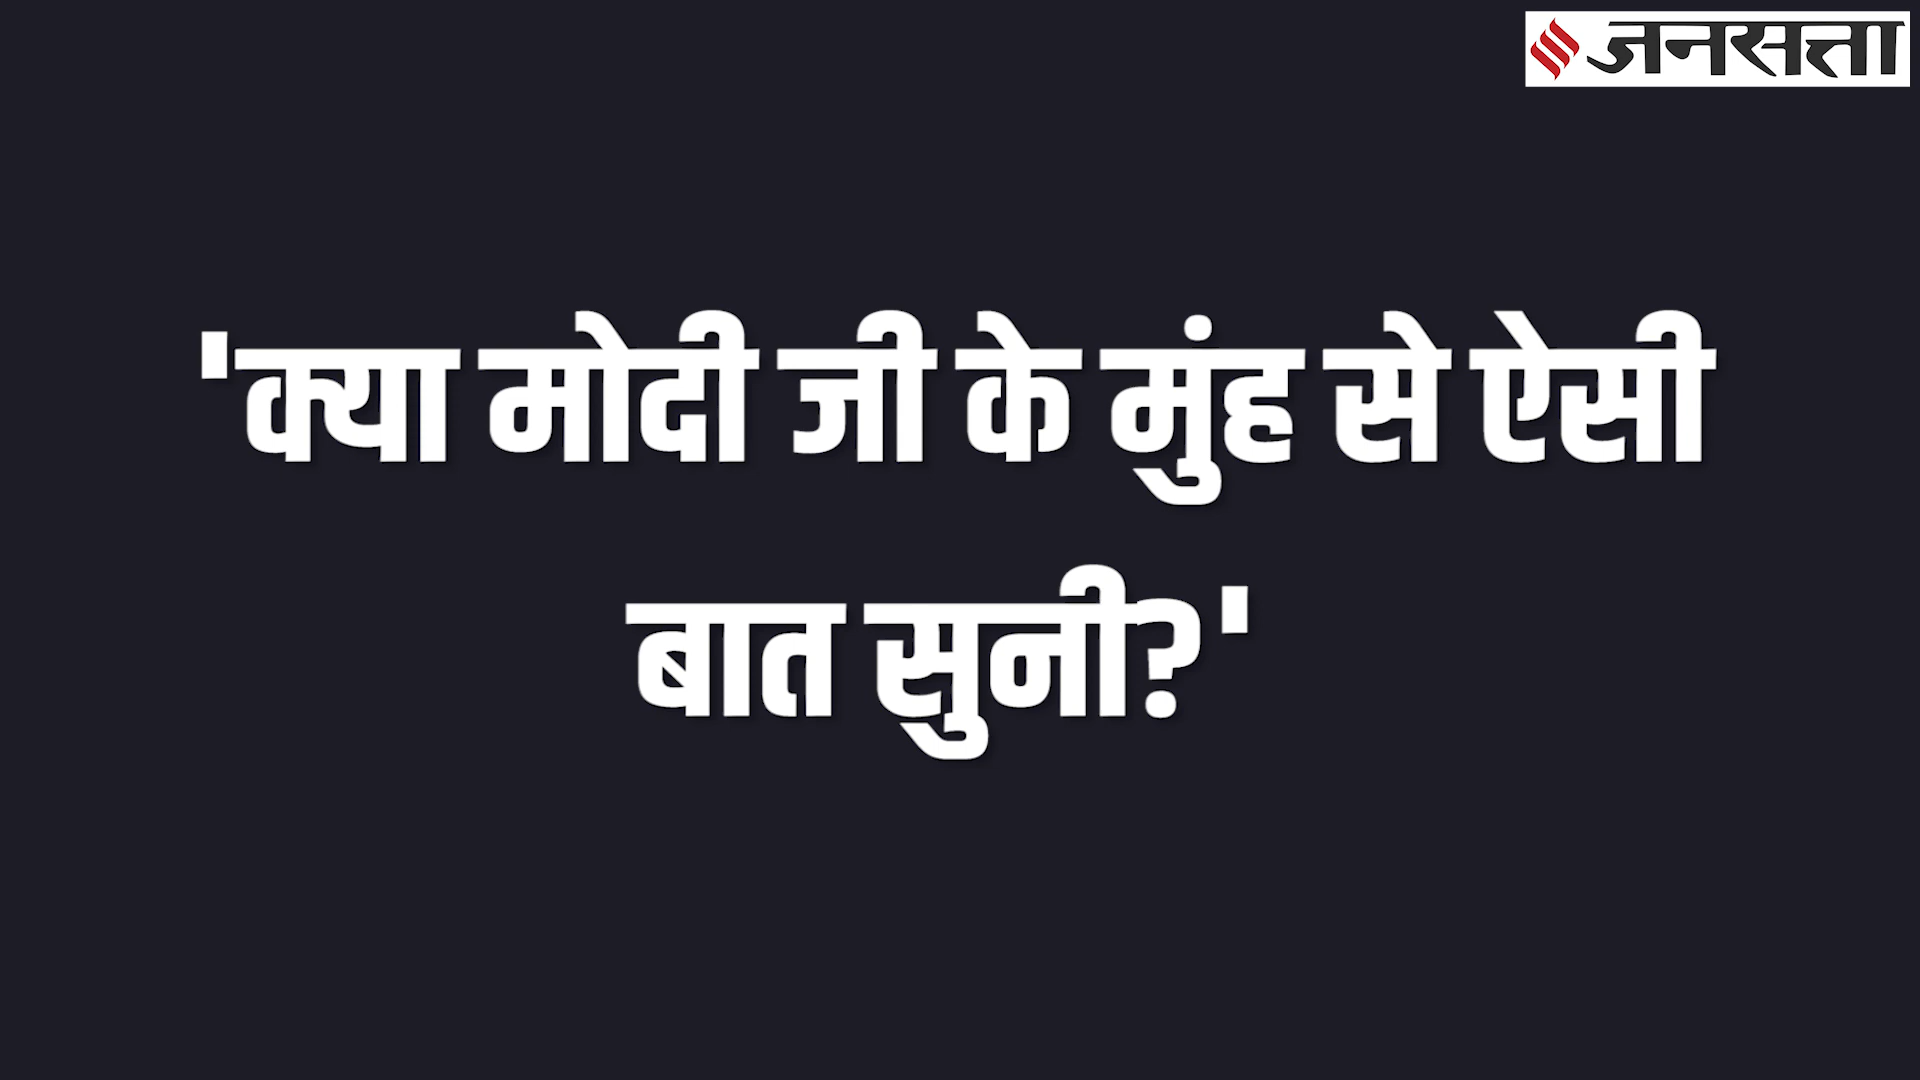 जनसत्ता
'क्या मोदी जी के मुंह से ऐसी
बात सुनी?'